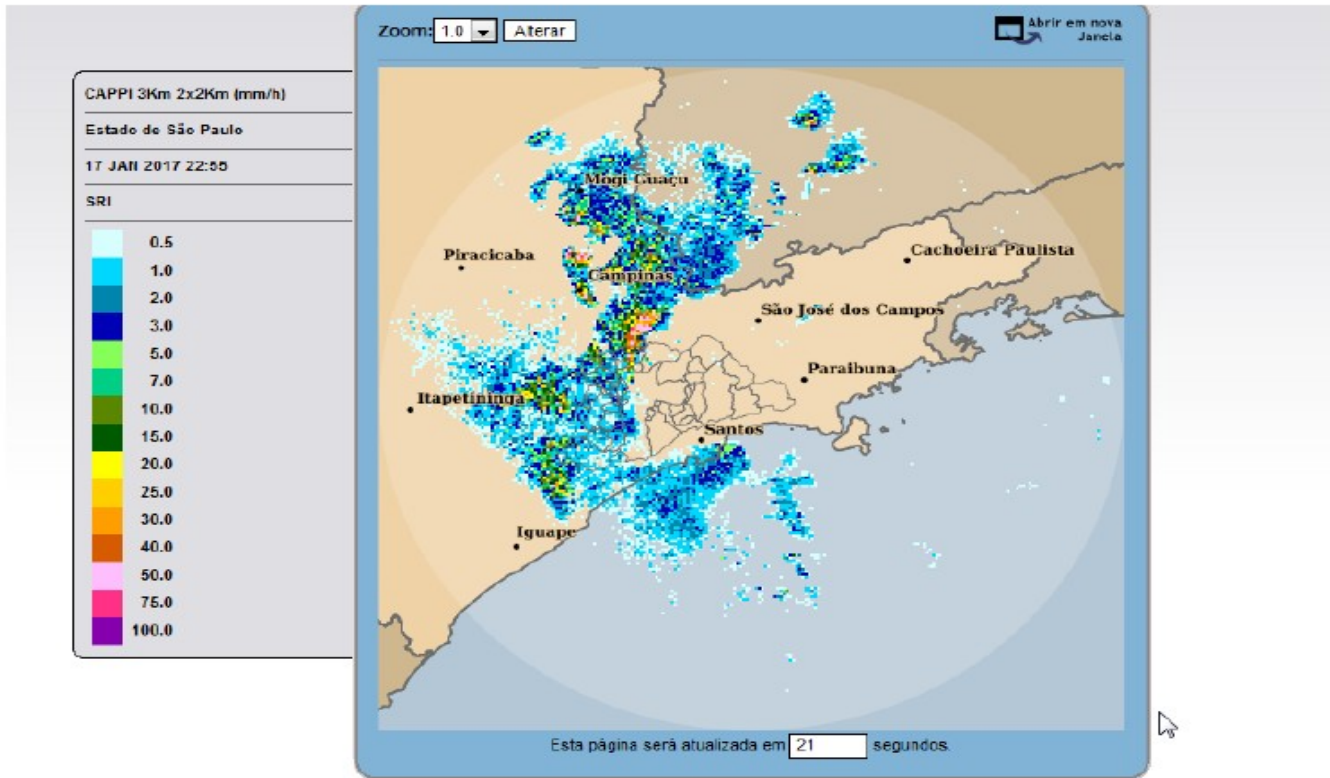 Zoom: 1.0 Alterar
Abrir em nova
Janela
CAPPI 3Km 2x2Km (mm/h)
Estado de São Paulo
17 JAN 2017 22:55
SRI
0.5
1.0
2.0
3.0
5.0
7.0
10.0
15.0
20.0
25.0
30.0
40.0
50.0
75.0
100.0
Mogi Guaçu
Piracicaba
Cachoeira Paulista
Campinas
São José dos Campos
Paraibuna
Itapetininga
Santos
Iguape
Esta página será atualizada em 21 segundos.